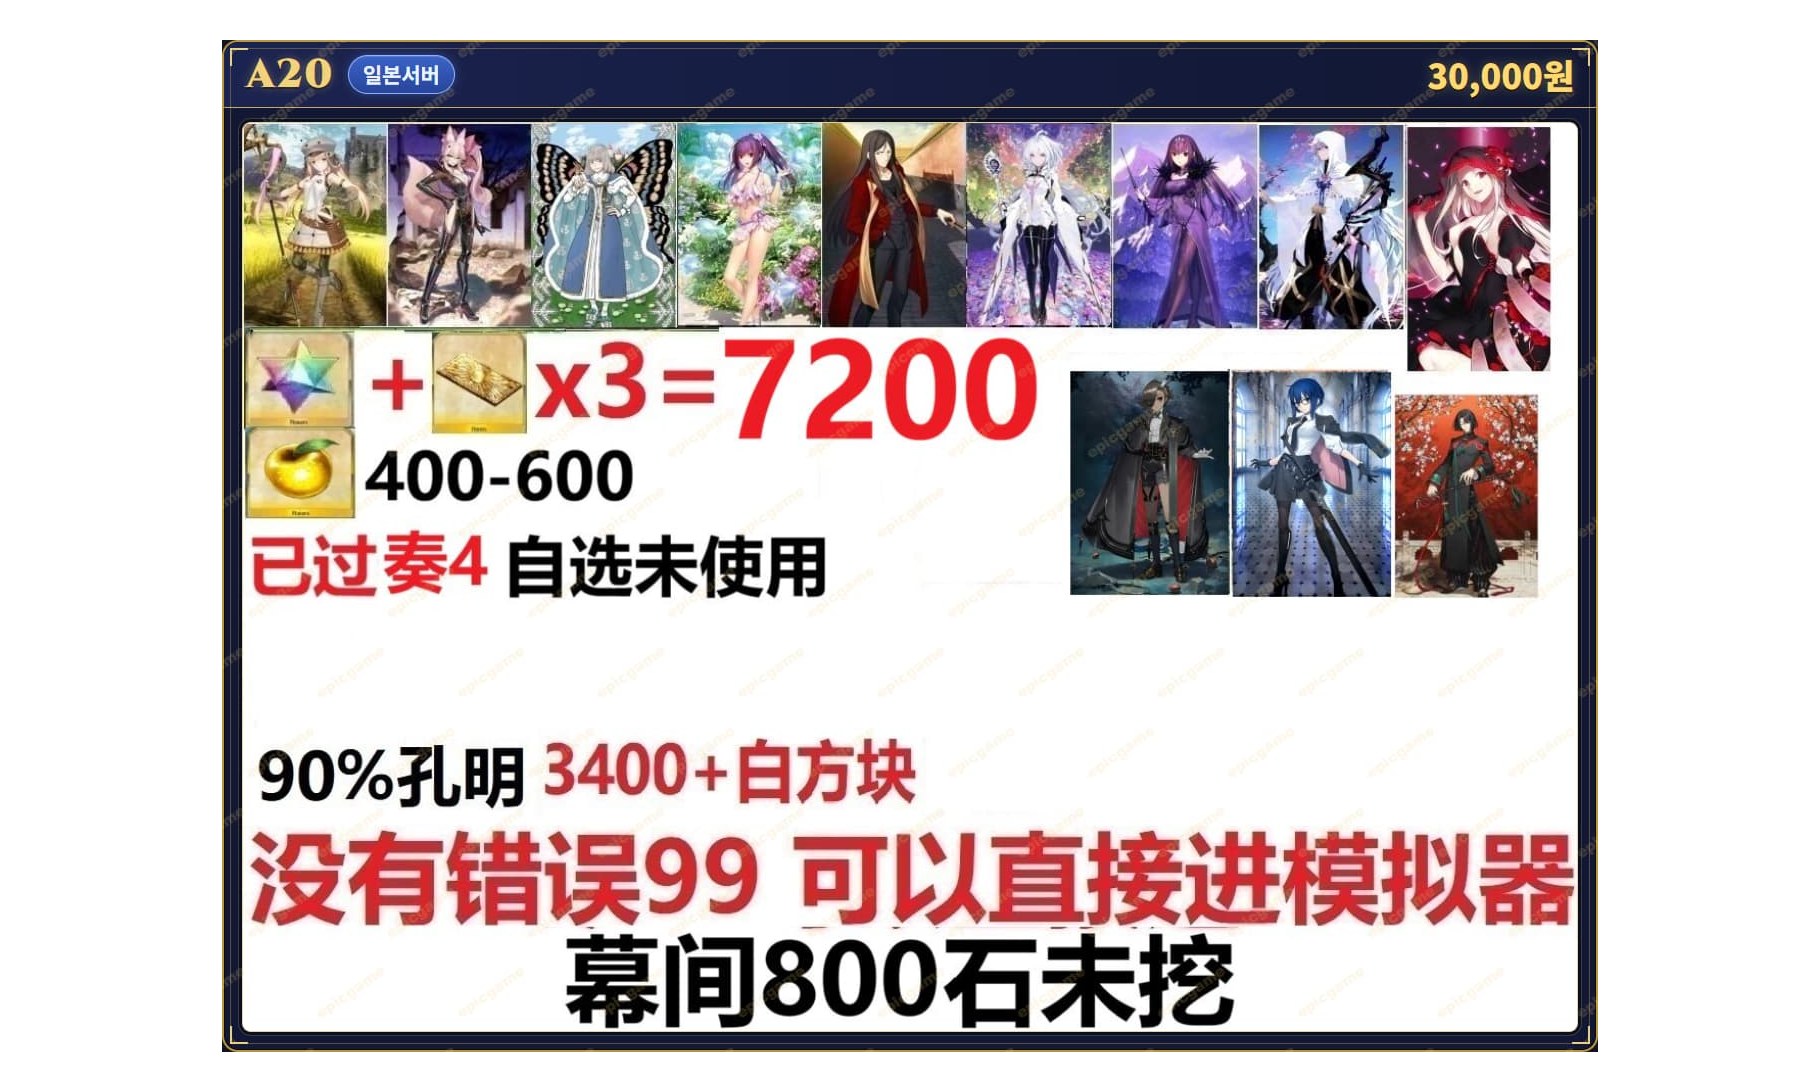 A20 일본서버 30,000원
+ x3=7200
400-600
已过奏4 自选未使用
90%孔明 3400+白方块
没有错误99 可以直接进模拟器
幕间800石未挖
epicgame